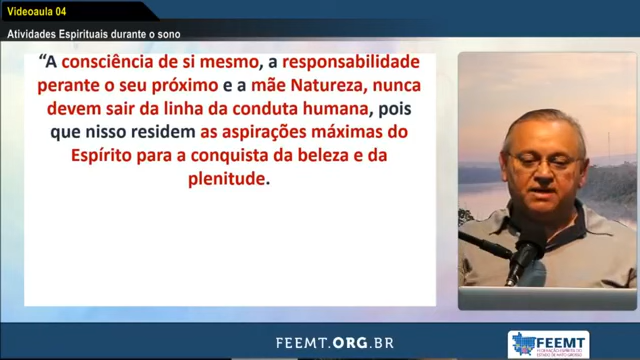 Videoaula 04
Atividades Espirituais durante o sono
“A consciência de si mesmo, a responsabilidade
perante o seu próximo e a mãe Natureza, nunca
devem sair da linha da conduta humana, pois
que nisso residem as aspirações máximas do
Espírito para a conquista da beleza e da
plenitude.
FEEMT.ORG.BR
FEEMT